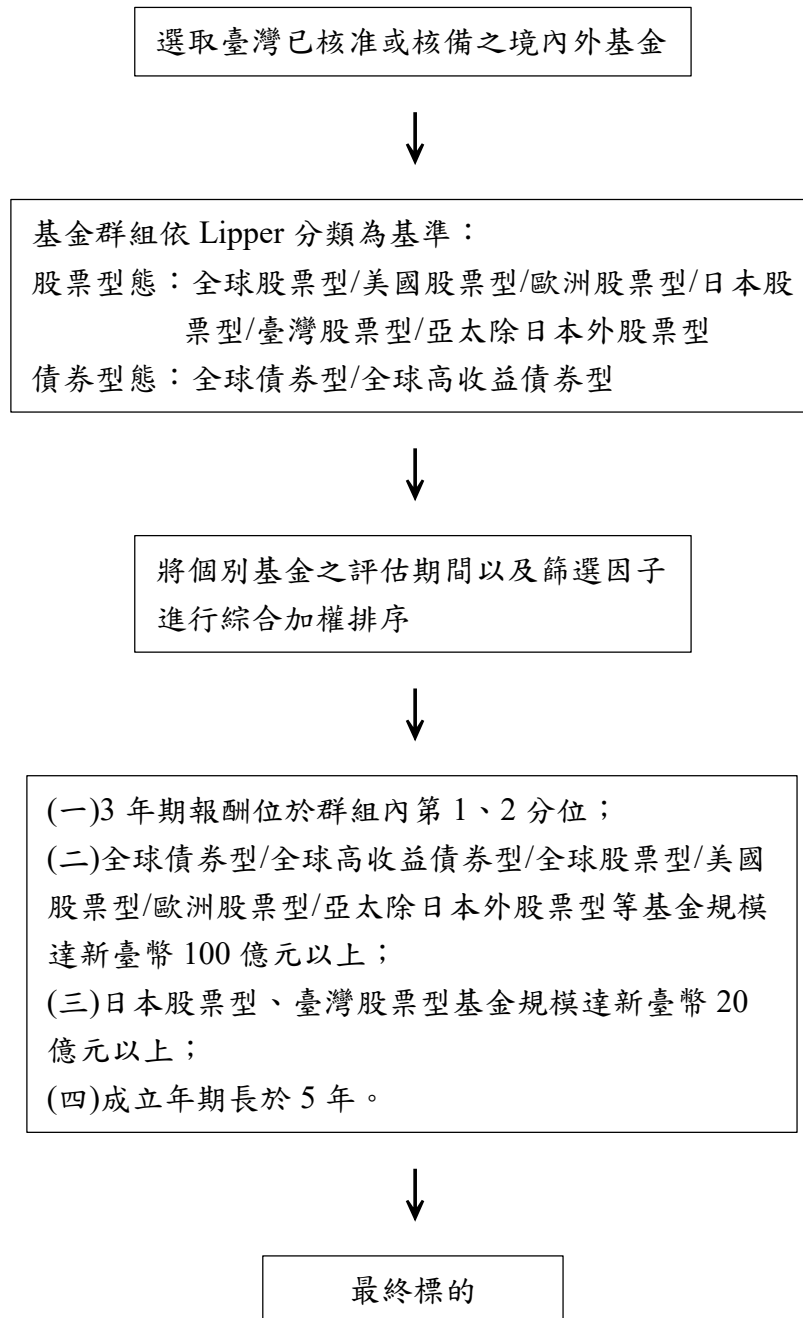 選取臺灣已核准或核備之境內外基金
基金群組依 Lipper 分類為基準：
股票型態：全球股票型/美國股票型/歐洲股票型/日本股
票型/臺灣股票型/亞太除日本外股票型
債券型態：全球債券型/全球高收益債券型
將個別基金之評估期間以及篩選因子
進行綜合加權排序
(一)3 年期報酬位於群組內第 1、2 分位；
(二)全球債券型/全球高收益債券型/全球股票型/美國
股票型/歐洲股票型/亞太除日本外股票型等基金規模
達新臺幣 100 億元以上；
(三)日本股票型、臺灣股票型基金規模達新臺幣 20
億元以上；
(四)成立年期長於 5 年。
最終標的